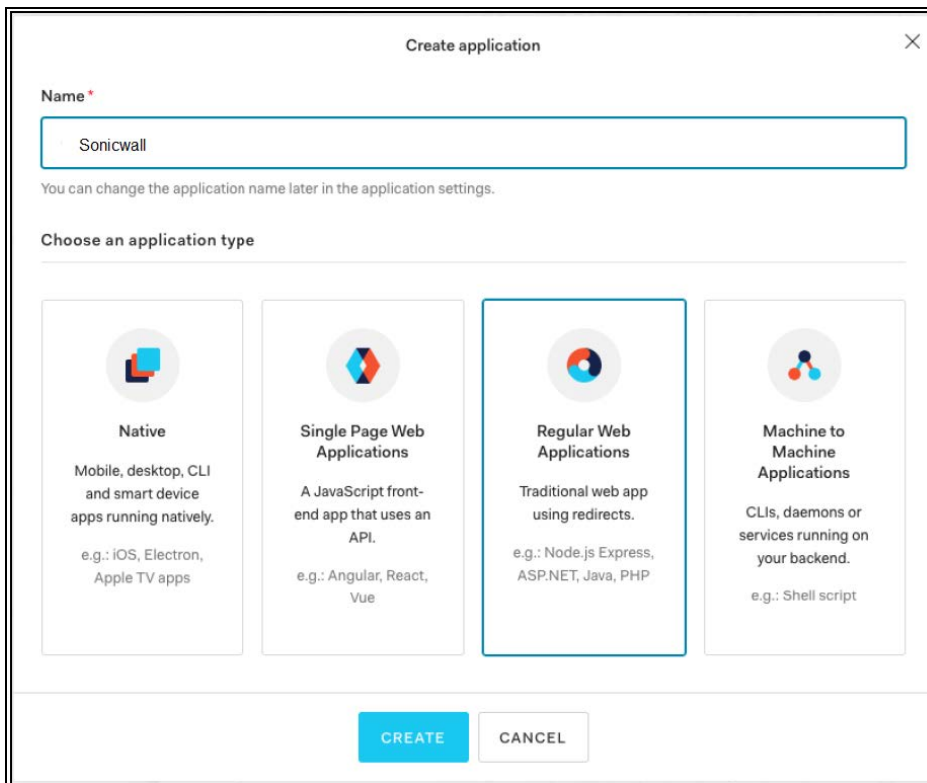 Create application
Name*
Sonicwall
You can change the application name later in the application settings.
Choose an application type
Native
Mobile, desktop, CLI
and smart device
apps running natively.
e.g.: iOS, Electron,
Apple TV apps
Single Page Web
Applications
A JavaScript front-
end app that uses an
API.
e.g.: Angular, React,
Vue
Regular Web
Applications
Traditional web app
using redirects.
e.g.: Node.js Express,
ASP.NET, Java, PHP
Machine to
Machine
Applications
CLIs, daemons or
services running on
your backend.
e.g.: Shell script
CREATE
CANCEL